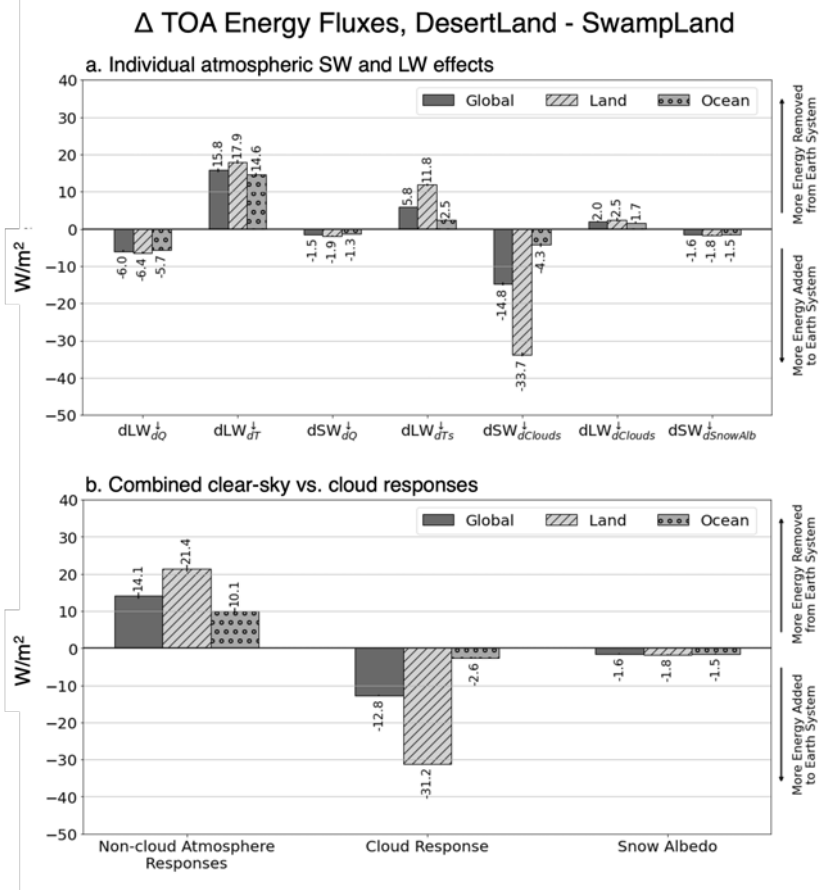 Δ TOA Energy Fluxes, DesertLand - SwampLand
a. Individual atmospheric SW and LW effects
40
30
20
10
0
−10
−20
−30
−40
−50
W/m²
Global Land Ocean
-6.0 -6.4 -5.7
15.8 17.9 14.6
-1.5 -1.9 -1.3
5.8 11.8 2.5
-14.8 -33.7 -4.3
2.0 2.5 1.7
-1.6 -1.8 -1.5
dLW↓dQ dLW↓dT dSW↓dQ dLW↓dTs dSW↓dClouds dLW↓dClouds dSW↓dSnowAlb
More Energy Removed
from Earth System
More Energy Added
to Earth System
b. Combined clear-sky vs. cloud responses
40
30
20
10
0
−10
−20
−30
−40
−50
W/m²
Global Land Ocean
14.1 21.4 10.1
-12.8 -31.2 -2.6
-1.6 -1.8 -1.5
Non-cloud Atmosphere
Responses
Cloud Response
Snow Albedo
More Energy Removed
from Earth System
More Energy Added
to Earth System